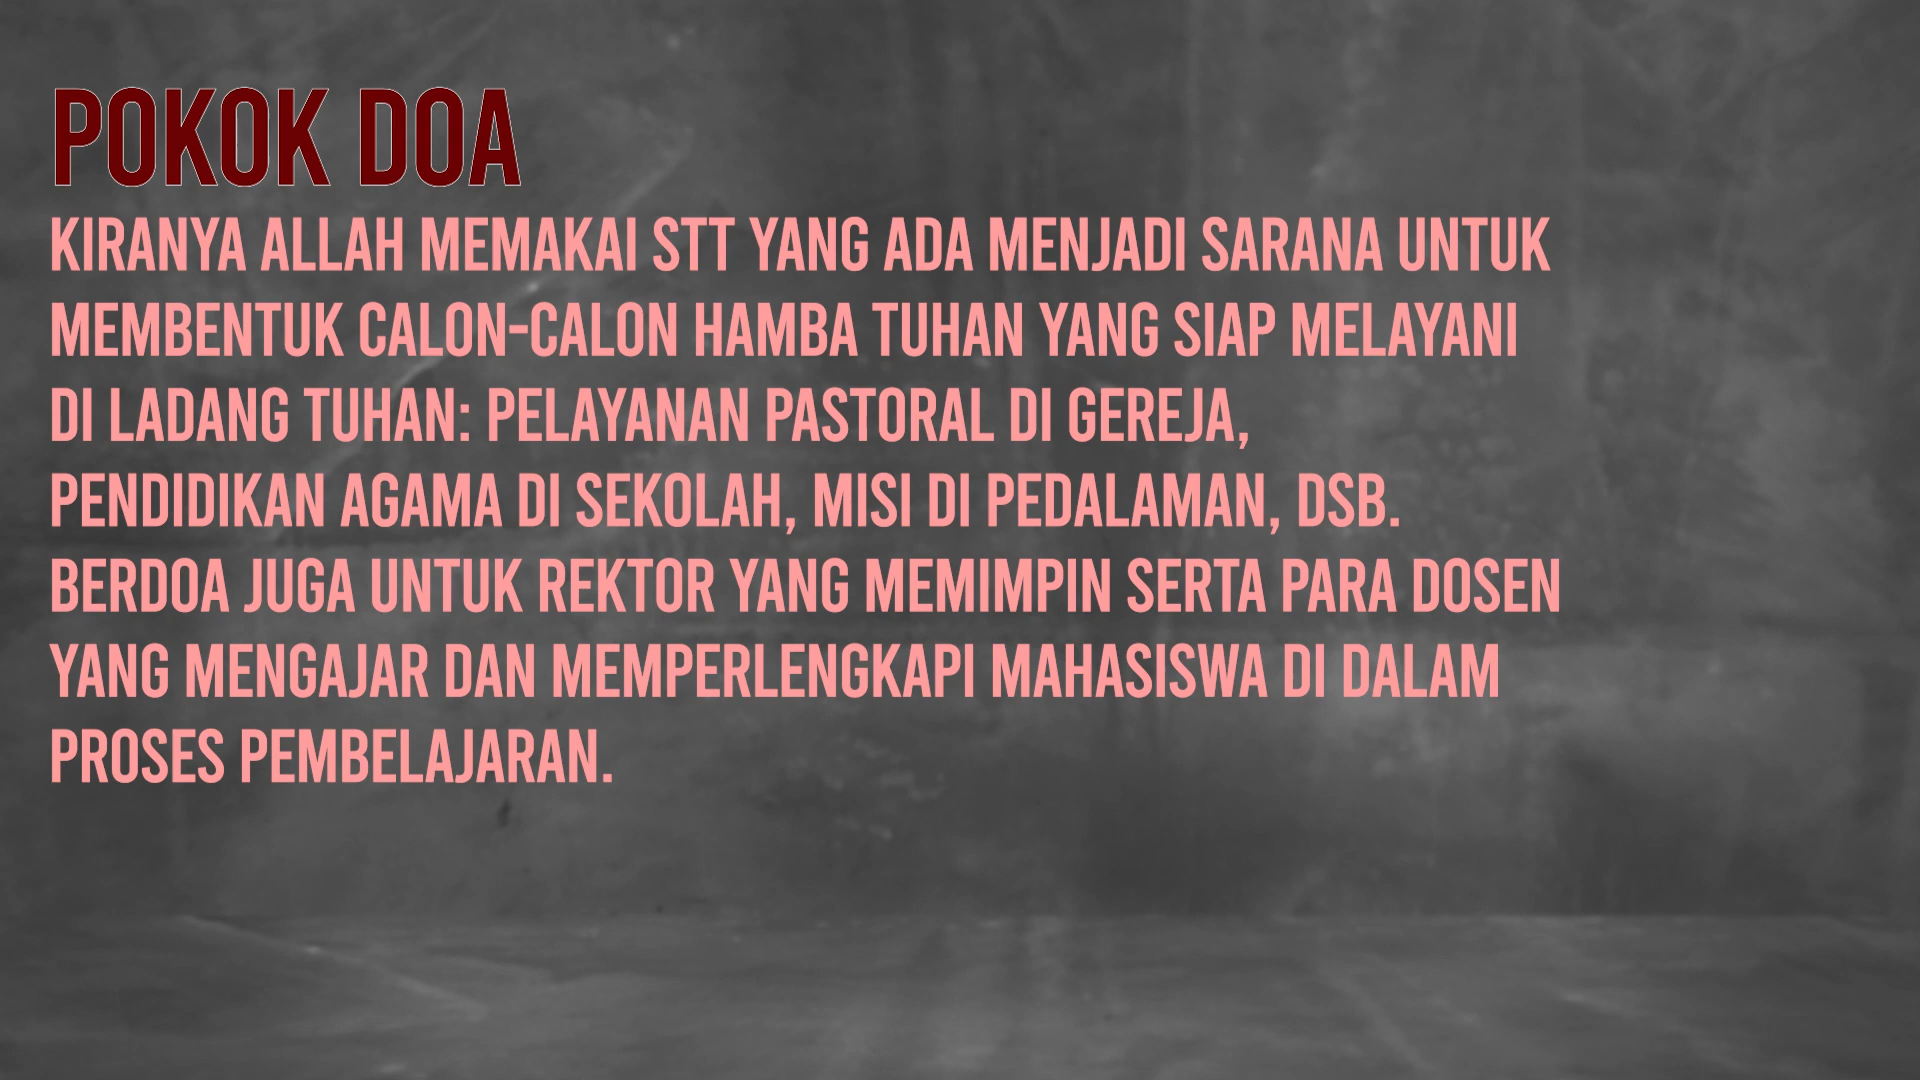 POKOK DOA
KIRANYA ALLAH MEMAKAI STT YANG ADA MENJADI SARANA UNTUK
MEMBENTUK CALON-CALON HAMBA TUHAN YANG SIAP MELAYANI
DI LADANG TUHAN: PELAYANAN PASTORAL DI GEREJA,
PENDIDIKAN AGAMA DI SEKOLAH, MISI DI PEDALAMAN, DSB.
BERDOA JUGA UNTUK REKTOR YANG MEMIMPIN SERTA PARA DOSEN
YANG MENGAJAR DAN MEMPERLENGKAPI MAHASISWA DI DALAM
PROSES PEMBELAJARAN.